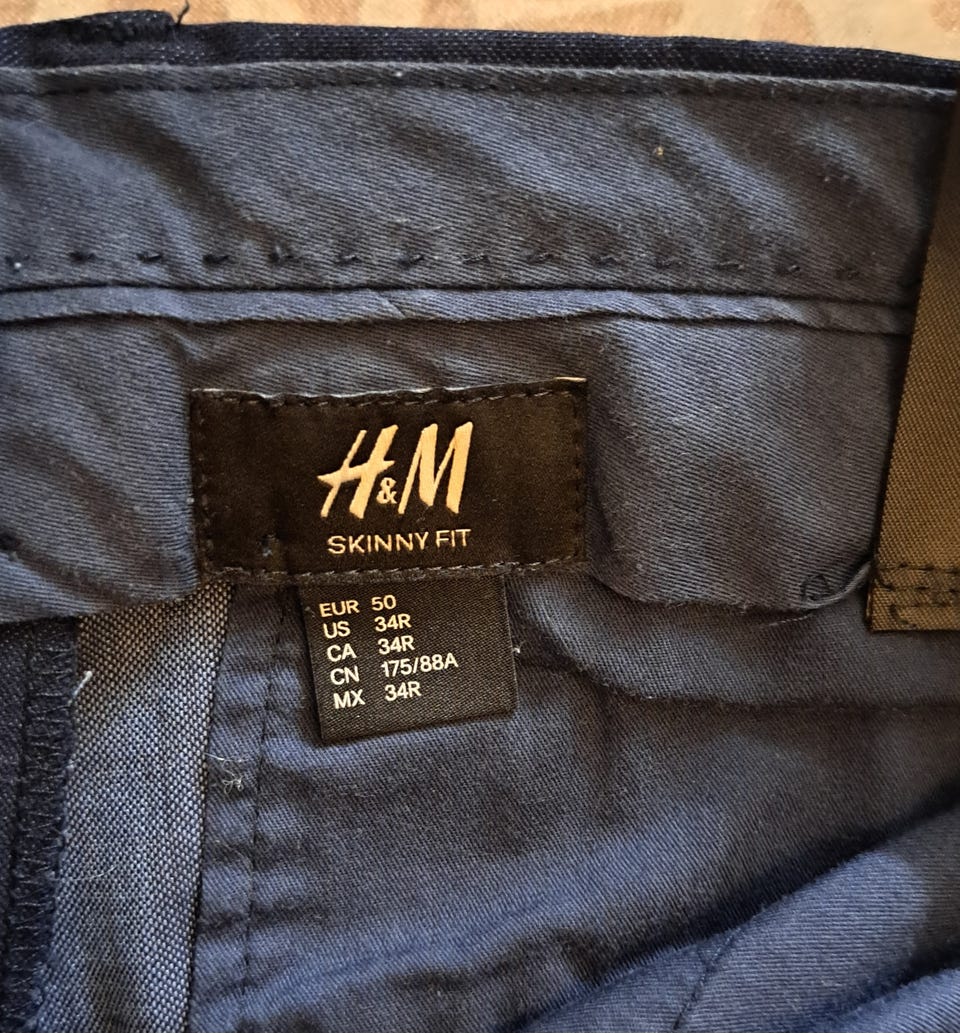 H&M
SKINNY FIT
EUR 50
US 34R
CA 34R
CN 175/88A
MX 34R